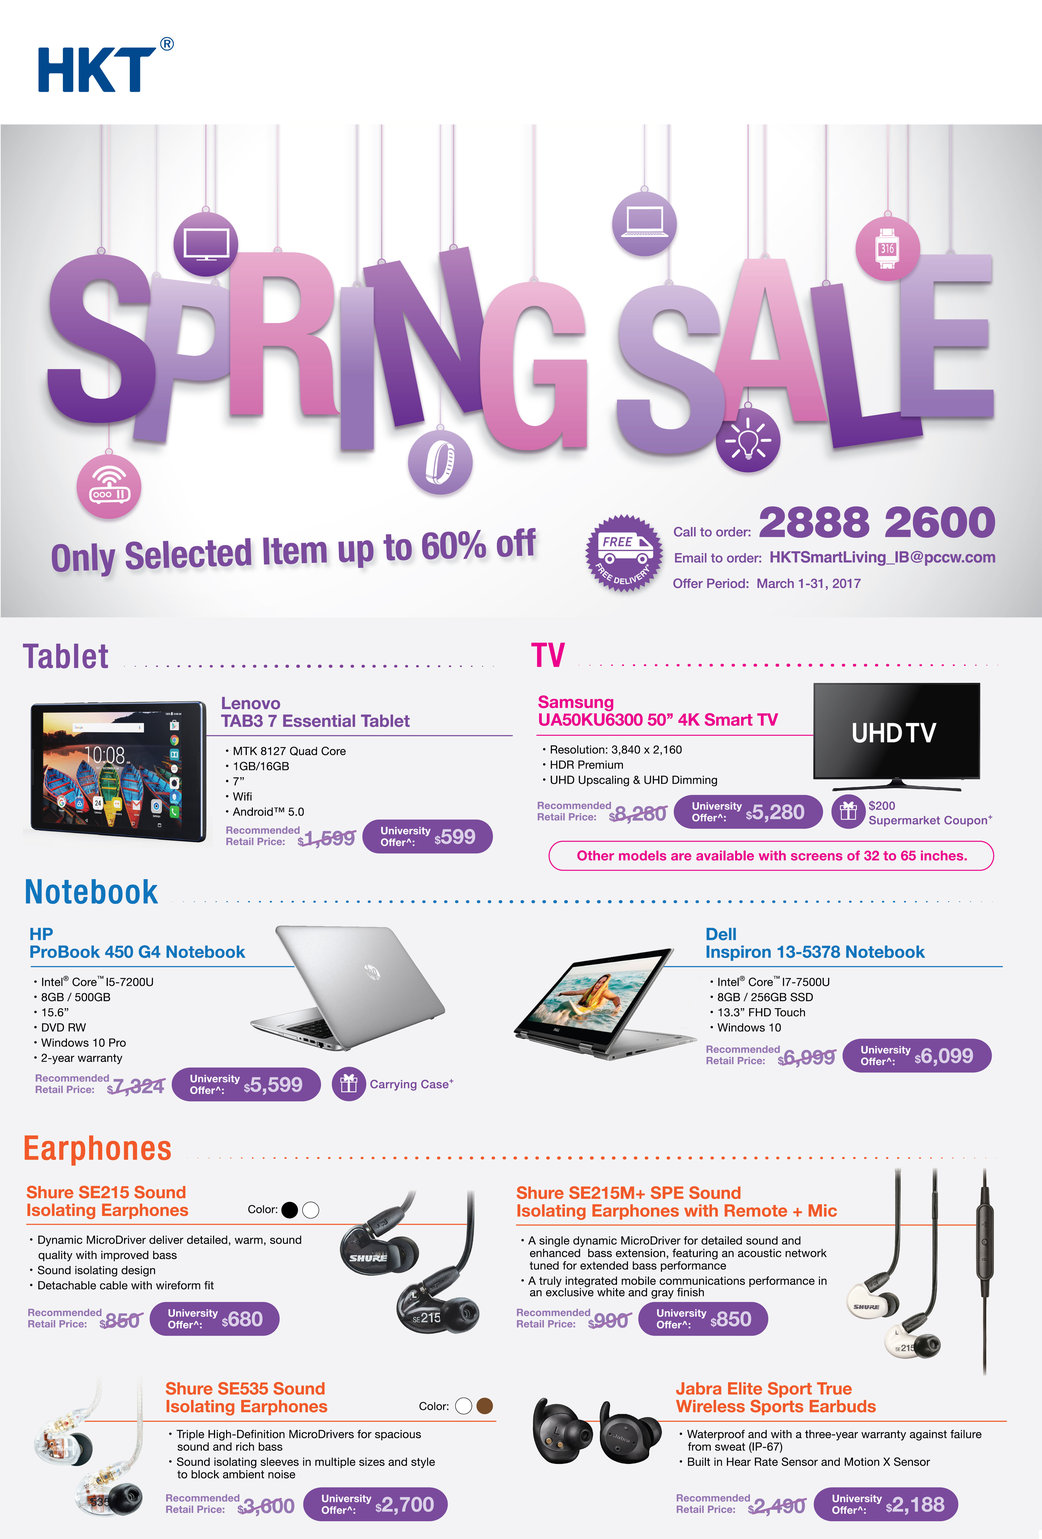 HKT®
SPRING SALE
316
Only Selected Item up to 60% off
FREE
FREE DELIVERY*
Call to order: 2888 2600
Email to order: HKTSmartLiving_IB@pccw.com
Offer Period: March 1-31, 2017
Tablet
Lenovo
TAB3 7 Essential Tablet
10:08
• MTK 8127 Quad Core
• 1GB/16GB
• 7”
• Wifi
• Android™ 5.0
Recommended
Retail Price: $1,599
University
Offer^: $599
TV
Samsung
UA50KU6300 50” 4K Smart TV
UHD TV
• Resolution: 3,840 x 2,160
• HDR Premium
• UHD Upscaling & UHD Dimming
Recommended
Retail Price: $8,280
University
Offer^: $5,280
$200
Supermarket Coupon+
Other models are available with screens of 32 to 65 inches.
Notebook
HP
ProBook 450 G4 Notebook
• Intel® Core™ I5-7200U
• 8GB / 500GB
• 15.6”
• DVD RW
• Windows 10 Pro
• 2-year warranty
Recommended
Retail Price: $7,324
University
Offer^: $5,599
Carrying Case+
Dell
Inspiron 13-5378 Notebook
• Intel® Core™ I7-7500U
• 8GB / 256GB SSD
• 13.3” FHD Touch
• Windows 10
Recommended
Retail Price: $6,999
University
Offer^: $6,099
Earphones
Shure SE215 Sound
Isolating Earphones
Color:
• Dynamic MicroDriver deliver detailed, warm, sound
quality with improved bass
• Sound isolating design
• Detachable cable with wireform fit
SHURE
SE215
Recommended
Retail Price: $850
University
Offer^: $680
Shure SE215M+ SPE Sound
Isolating Earphones with Remote + Mic
• A single dynamic MicroDriver for detailed sound and
enhanced bass extension, featuring an acoustic network
tuned for extended bass performance
• A truly integrated mobile communications performance in
an exclusive white and gray finish
SHURE
SE215
Recommended
Retail Price: $990
University
Offer^: $850
Shure SE535 Sound
Isolating Earphones
Color:
• Triple High-Definition MicroDrivers for spacious
sound and rich bass
• Sound isolating sleeves in multiple sizes and style
to block ambient noise
Recommended
Retail Price: $3,600
University
Offer^: $2,700
Jabra Elite Sport True
Wireless Sports Earbuds
• Waterproof and with a three-year warranty against failure
from sweat (IP-67)
• Built in Hear Rate Sensor and Motion X Sensor
Recommended
Retail Price: $2,490
University
Offer^: $2,188